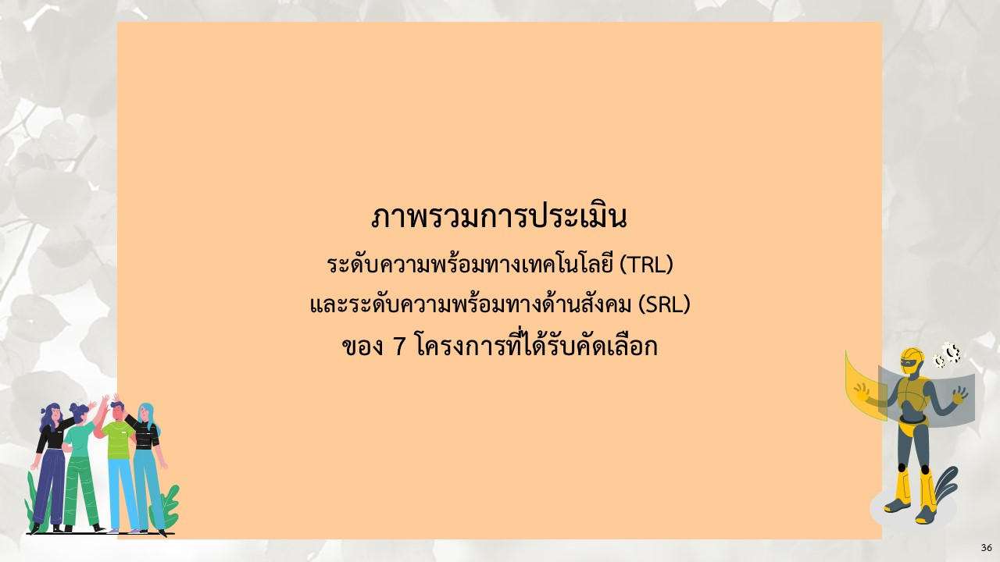 ภาพรวมการประเมิน
ระดับความพร้อมทางเทคโนโลยี (TRL)
และระดับความพร้อมทางด้านสังคม (SRL)
ของ 7 โครงการที่ได้รับคัดเลือก
36